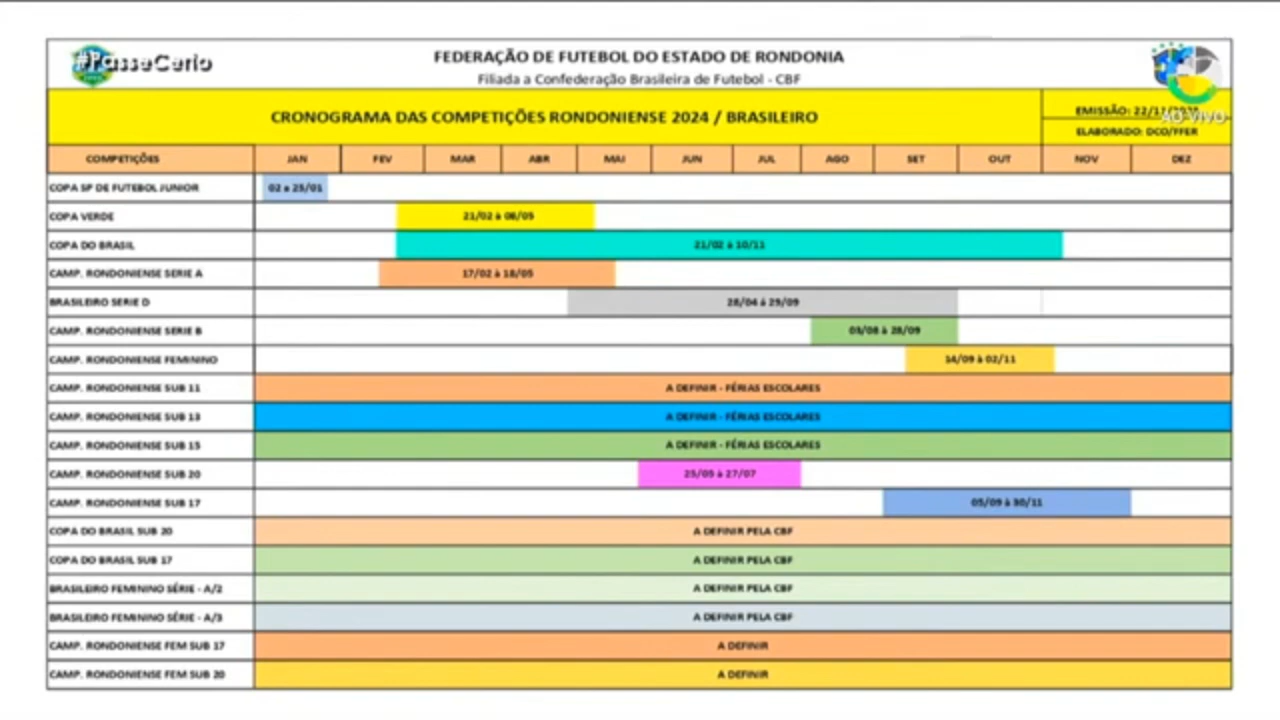 #PasseCerto
FEDERAÇÃO DE FUTEBOL DO ESTADO DE RONDONIA
Filiada a Confederação Brasileira de Futebol - CBF
CRONOGRAMA DAS COMPETIÇÕES RONDONIENSE 2024 / BRASILEIRO
EMISSÃO: 22/11/2023
AO VIVO
ELABORADO: DCO/FFER
COMPETIÇÕES JAN FEV MAR ABR MAI JUN JUL AGO SET OUT NOV DEZ
COPA SP DE FUTEBOL JUNIOR 02 a 25/01
COPA VERDE 21/02 à 08/05
COPA DO BRASIL 21/02 à 10/11
CAMP. RONDONIENSE SERIE A 17/02 à 18/05
BRASILEIRO SERIE D 28/04 à 29/09
CAMP. RONDONIENSE SERIE B 03/08 à 28/09
CAMP. RONDONIENSE FEMININO 14/09 à 02/11
CAMP. RONDONIENSE SUB 11 A DEFINIR - FÉRIAS ESCOLARES
CAMP. RONDONIENSE SUB 13 A DEFINIR - FÉRIAS ESCOLARES
CAMP. RONDONIENSE SUB 15 A DEFINIR - FÉRIAS ESCOLARES
CAMP. RONDONIENSE SUB 20 25/05 à 27/07
CAMP. RONDONIENSE SUB 17 05/09 à 30/11
COPA DO BRASIL SUB 20 A DEFINIR PELA CBF
COPA DO BRASIL SUB 17 A DEFINIR PELA CBF
BRASILEIRO FEMININO SÉRIE - A/2 A DEFINIR PELA CBF
BRASILEIRO FEMININO SÉRIE - A/3 A DEFINIR PELA CBF
CAMP. RONDONIENSE FEM SUB 17 A DEFINIR
CAMP. RONDONIENSE FEM SUB 20 A DEFINIR